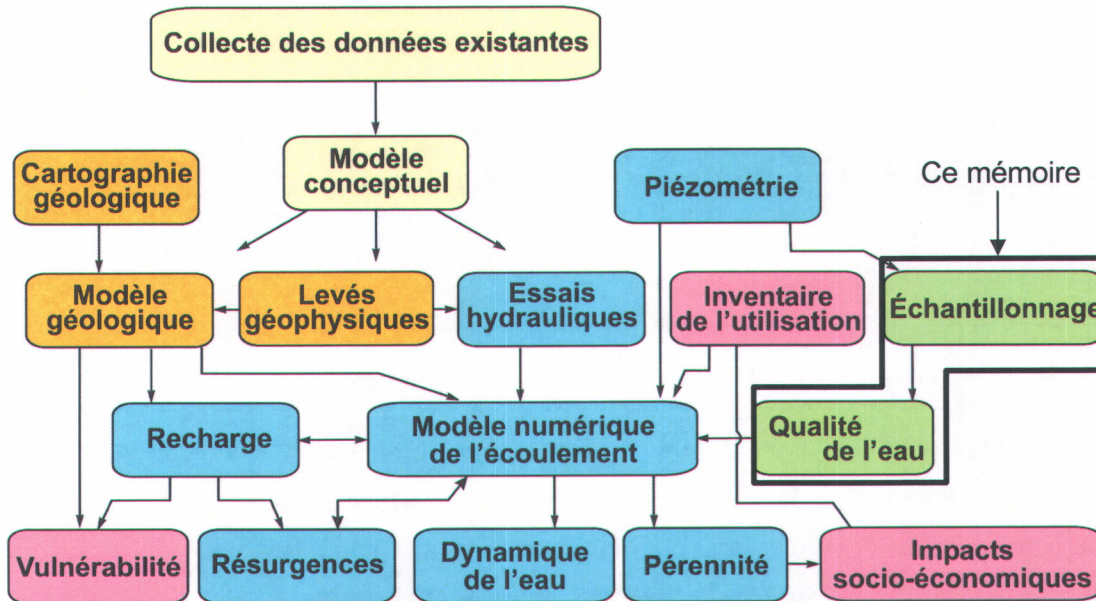 Collecte des données existantes
Modèle
conceptuel
Cartographie
géologique
Piézométrie
Ce mémoire
Modèle
géologique
Levés
géophysiques
Essais
hydrauliques
Inventaire
de l'utilisation
Échantillonnage
Recharge
Modèle numérique
de l'écoulement
Qualité
de l'eau
Vulnérabilité
Résurgences
Dynamique
de l'eau
Pérennité
Impacts
socio-économiques